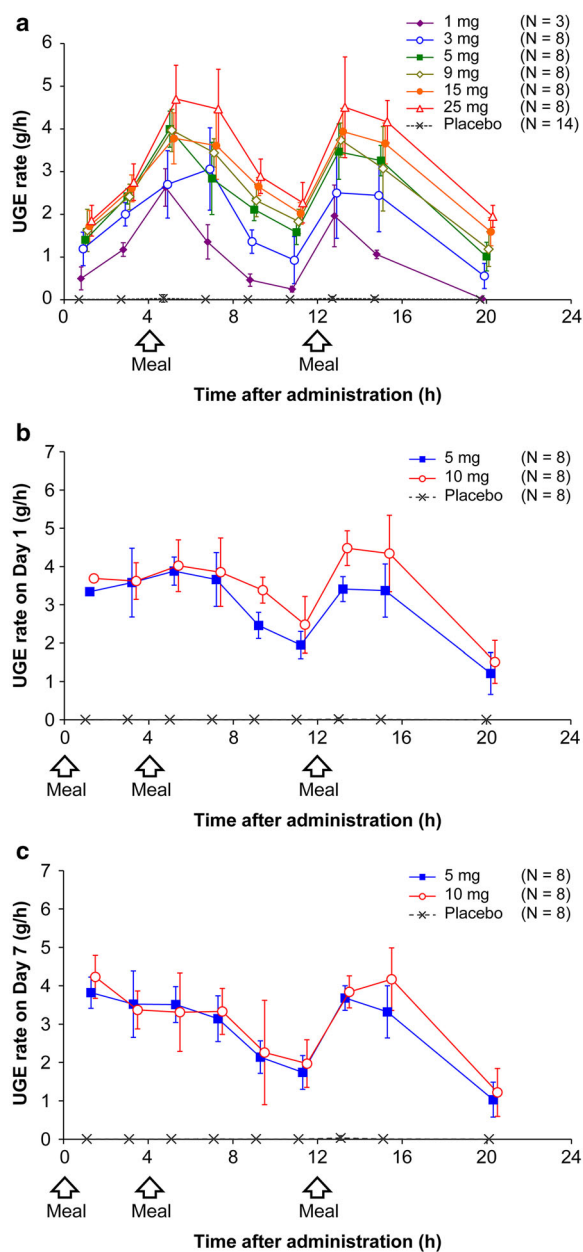 a
1 mg (N = 3)
3 mg (N = 8)
5 mg (N = 8)
9 mg (N = 8)
15 mg (N = 8)
25 mg (N = 8)
Placebo (N = 14)
UGE rate (g/h)
6
5
4
3
2
1
0
0 4 8 12 16 20 24
Meal Meal
Time after administration (h)
b
5 mg (N = 8)
10 mg (N = 8)
Placebo (N = 8)
UGE rate on Day 1 (g/h)
7
6
5
4
3
2
1
0
0 4 8 12 16 20 24
Meal Meal Meal
Time after administration (h)
c
5 mg (N = 8)
10 mg (N = 8)
Placebo (N = 8)
UGE rate on Day 7 (g/h)
7
6
5
4
3
2
1
0
0 4 8 12 16 20 24
Meal Meal Meal
Time after administration (h)